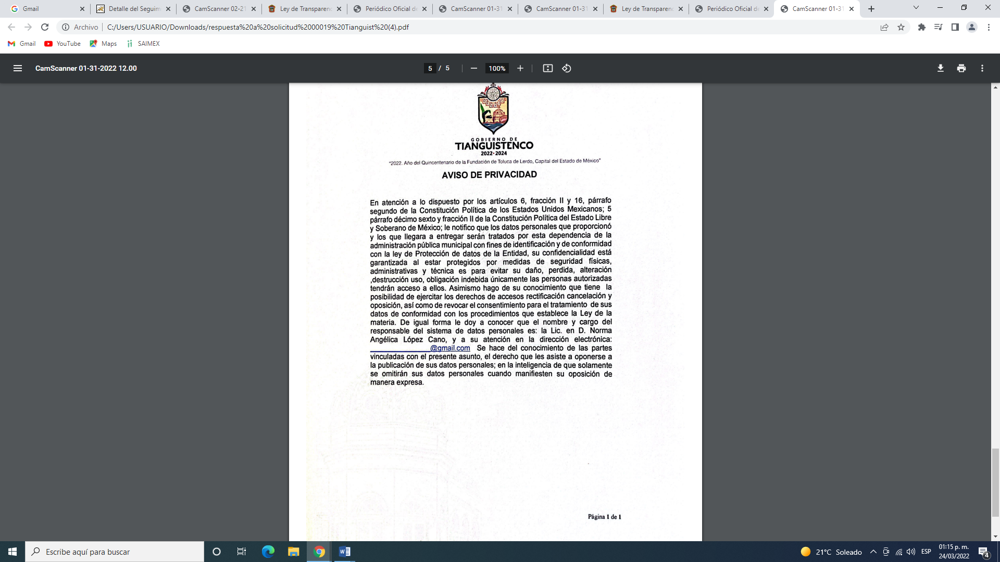 Gmail
Detalle del Seguim
CamScanner 02-21
Ley de Transparenc
Periódico Oficial de
CamScanner 01-31
CamScanner 01-31
Ley de Transparenc
Periódico Oficial de
CamScanner 01-31
Archivo
C:/Users/USUARIO/Downloads/respuesta%20a%20solicitud%2000019%20Tianguist%20(4).pdf
Gmail
YouTube
Maps
SAIMEX
CamScanner 01-31-2022 12.00
5 / 5
100%
GOBIERNO DE
TIANGUISTENCO
2022-2024
"2022. Año del Quincentenario de la Fundación de Toluca de Lerdo, Capital del Estado de México"
AVISO DE PRIVACIDAD
En atención a lo dispuesto por los artículos 6, fracción II y 16, párrafo
segundo de la Constitución Política de los Estados Unidos Mexicanos; 5
párrafo décimo sexto y fracción II de la Constitución Política del Estado Libre
y Soberano de México; le notifico que los datos personales que proporcionó
y los que llegara a entregar serán tratados por esta dependencia de la
administración pública municipal con fines de identificación y de conformidad
con la ley de Protección de datos de la Entidad, su confidencialidad está
garantizada al estar protegidos por medidas de seguridad físicas,
administrativas y técnica es para evitar su daño, perdida, alteración
,destrucción uso, obligación indebida únicamente las personas autorizadas
tendrán acceso a ellos. Asimismo hago de su conocimiento que tiene la
posibilidad de ejercitar los derechos de accesos rectificación cancelación y
oposición, así como de revocar el consentimiento para el tratamiento de sus
datos de conformidad con los procedimientos que establece la Ley de la
materia. De igual forma le doy a conocer que el nombre y cargo del
responsable del sistema de datos personales es: la Lic. en D. Norma
Angélica López Cano, y a su atención en la dirección electrónica:
________________@gmail.com Se hace del conocimiento de las partes
vinculadas con el presente asunto, el derecho que les asiste a oponerse a
la publicación de sus datos personales; en la inteligencia de que solamente
se omitirán sus datos personales cuando manifiesten su oposición de
manera expresa.
Página 1 de 1
Escribe aquí para buscar
21°C Soleado
ESP
01:15 p. m.
24/03/2022
4